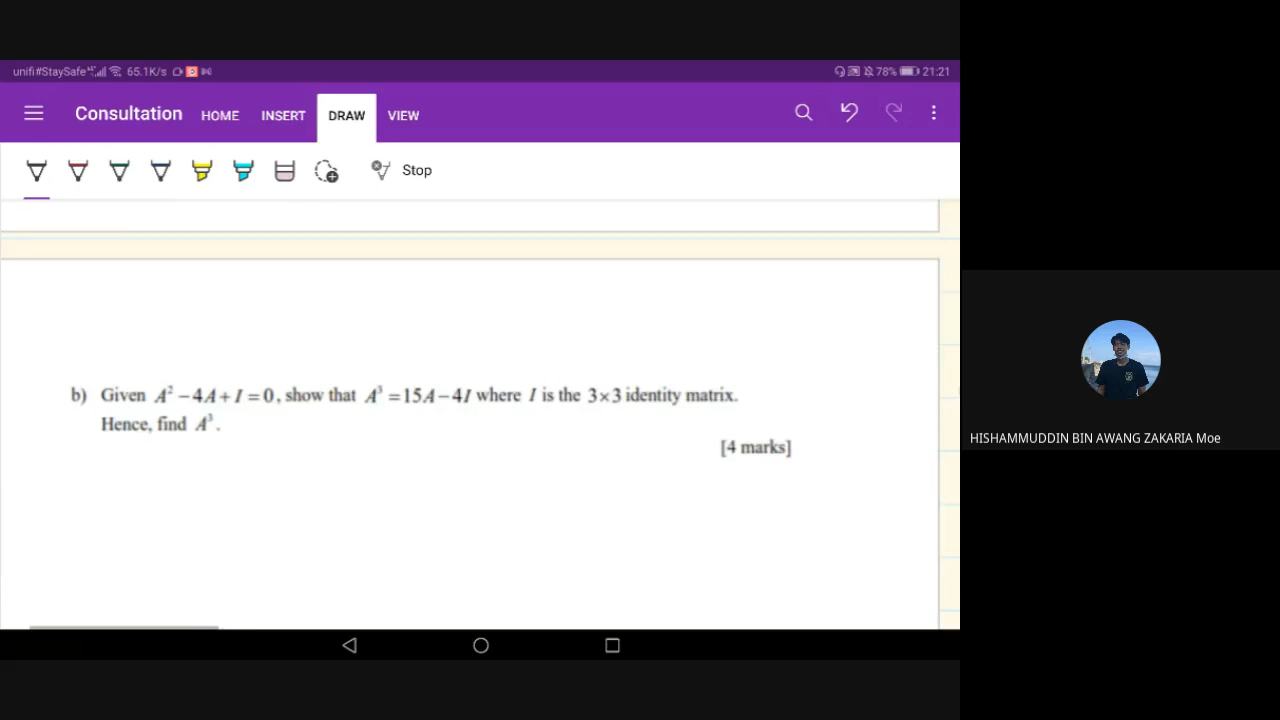 unifi#StaySafe 65.1K/s 78% 21:21
Consultation HOME INSERT DRAW VIEW
Stop
b) Given A² − 4A + I = 0, show that A³ = 15A − 4I where I is the 3×3 identity matrix.
Hence, find A³.
[4 marks]
HISHAMMUDDIN BIN AWANG ZAKARIA Moe